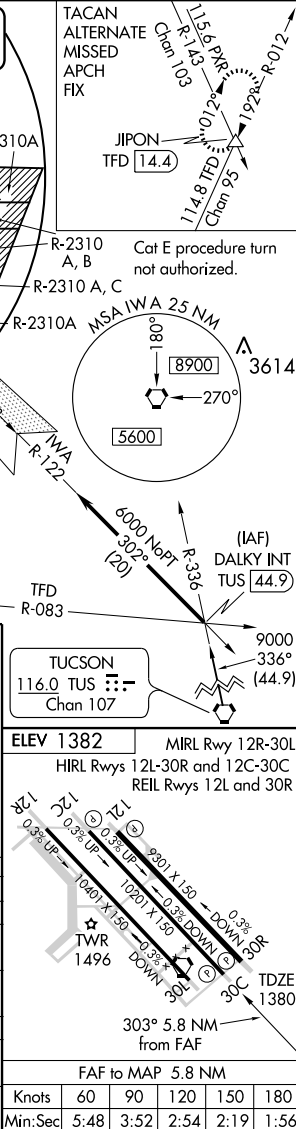 TACAN
ALTERNATE
MISSED
APCH
FIX
115.6 PXR
R-143
Chan 103
R-012
012°
192°
JIPON
TFD 14.4
114.8 TFD
Chan 95
310A
R-2310
A, B
R-2310 A, C
R-2310A
Cat E procedure turn
not authorized.
MSA IWA 25 NM
180°
8900
270°
5600
3614
IWA
R-122
6000 NoPT
302°
(20)
R-336
(IAF)
DALKY INT
TUS 44.9
TFD
R-083
9000
336°
(44.9)
TUCSON
116.0 TUS
Chan 107
ELEV 1382
MIRL Rwy 12R-30L
HIRL Rwys 12L-30R and 12C-30C
REIL Rwys 12L and 30R
12R
12C
12L
P
P
0.3% UP
0.3% UP
0.3% UP
9301 X 150
10201 X 150
10401 X 150
0.3%
DOWN
0.3% DOWN
0.3%
DOWN
30R
30C
30L
P
P
TWR
1496
TDZE
1380
303° 5.8 NM
from FAF
FAF to MAP 5.8 NM
Knots 60 90 120 150 180
Min:Sec 5:48 3:52 2:54 2:19 1:56